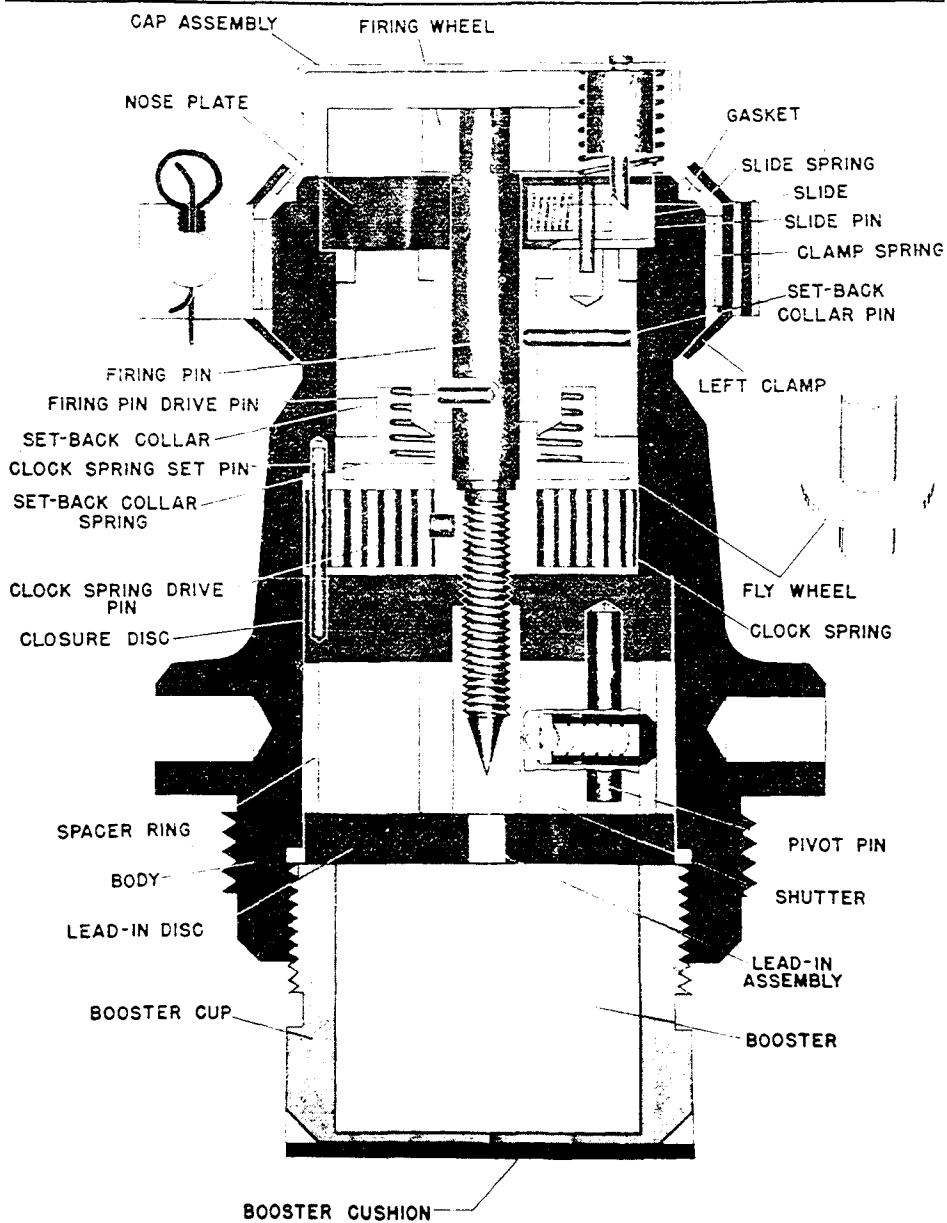 CAP ASSEMBLY
FIRING WHEEL
NOSE PLATE
GASKET
SLIDE SPRING
SLIDE
SLIDE PIN
CLAMP SPRING
SET-BACK
COLLAR PIN
LEFT CLAMP
FIRING PIN
FIRING PIN DRIVE PIN
SET-BACK COLLAR
CLOCK SPRING SET PIN
SET-BACK COLLAR
SPRING
CLOCK SPRING DRIVE
PIN
CLOSURE DISC
FLY WHEEL
CLOCK SPRING
SPACER RING
BODY
LEAD-IN DISC
BOOSTER CUP
PIVOT PIN
SHUTTER
LEAD-IN
ASSEMBLY
BOOSTER
BOOSTER CUSHION